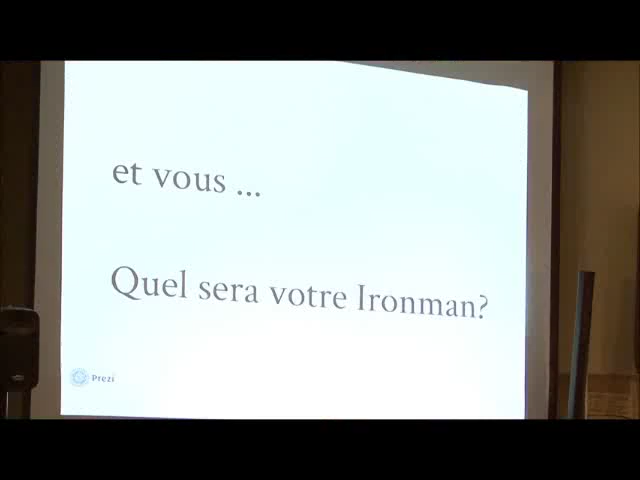 et vous ...
Quel sera votre Ironman?
Prezi